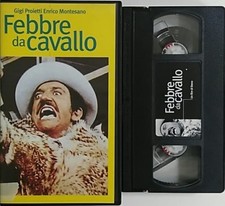 Gigi Proietti Enrico Montesano
Febbre
da cavallo
Febbre
da cavallo